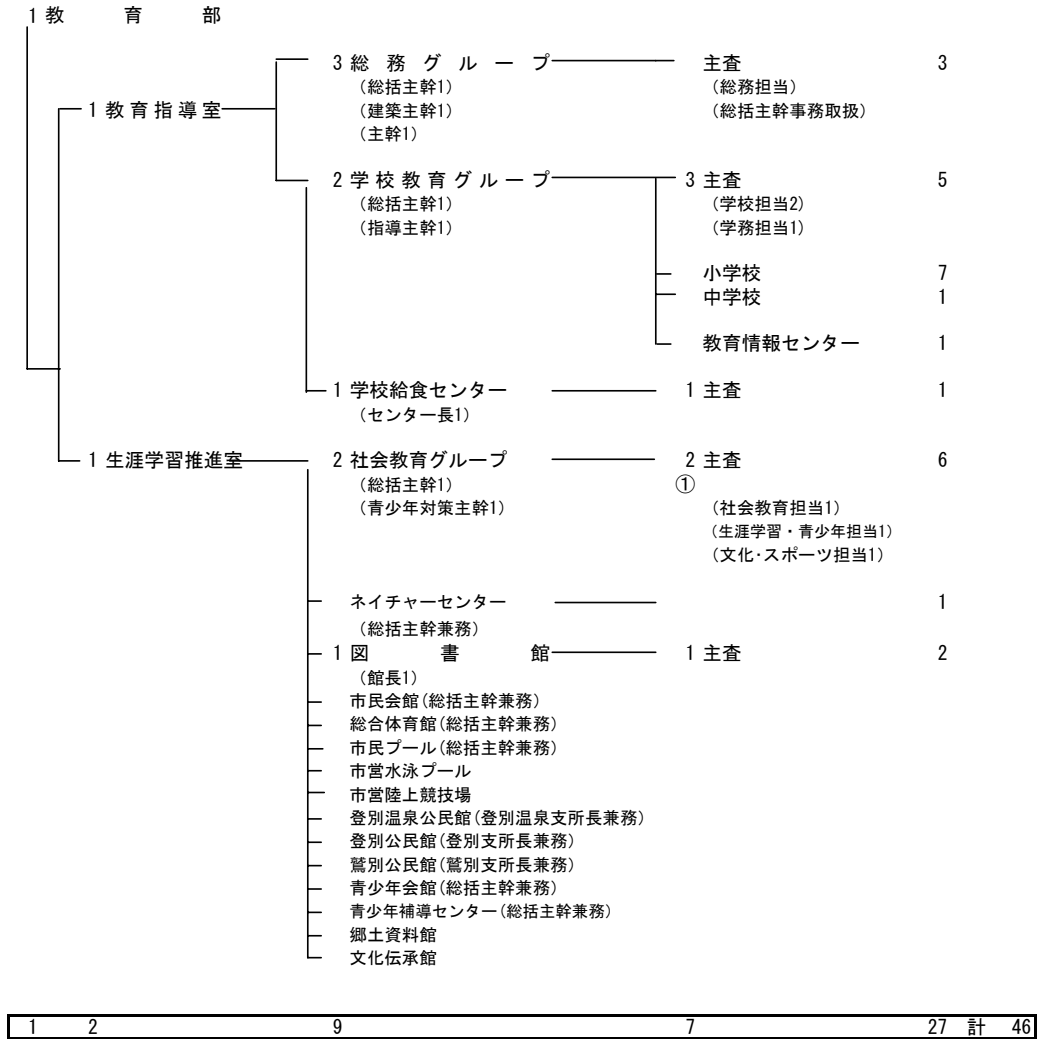 1 教育部
3 総務グループ 主査 3
(総括主幹1) (総務担当)
1 教育指導室 (建築主幹1) (総括主幹事務取扱)
(主幹1)
2 学校教育グループ 3 主査 5
(総括主幹1) (学校担当2)
(指導主幹1) (学務担当1)
小学校 7
中学校 1
教育情報センター 1
1 学校給食センター 1 主査 1
(センター長1)
1 生涯学習推進室 2 社会教育グループ 2 主査 6
(総括主幹1) ①
(青少年対策主幹1) (社会教育担当1)
(生涯学習・青少年担当1)
(文化・スポーツ担当1)
ネイチャーセンター 1
(総括主幹兼務)
1 図書館 1 主査 2
(館長1)
市民会館(総括主幹兼務)
総合体育館(総括主幹兼務)
市民プール(総括主幹兼務)
市営水泳プール
市営陸上競技場
登別温泉公民館(登別温泉支所長兼務)
登別公民館(登別支所長兼務)
鷲別公民館(鷲別支所長兼務)
青少年会館(総括主幹兼務)
青少年補導センター(総括主幹兼務)
郷土資料館
文化伝承館
1 2 9 7 27 計 46